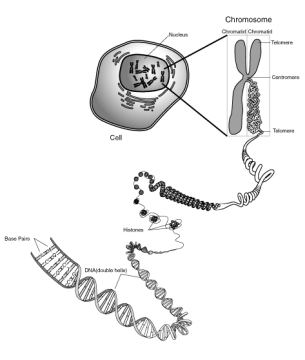 Chromosome
Chromatid Chromatid
Nucleus
Telomere
Centromere
Telomere
Cell
Histones
Base Pairs
DNA(double helix)